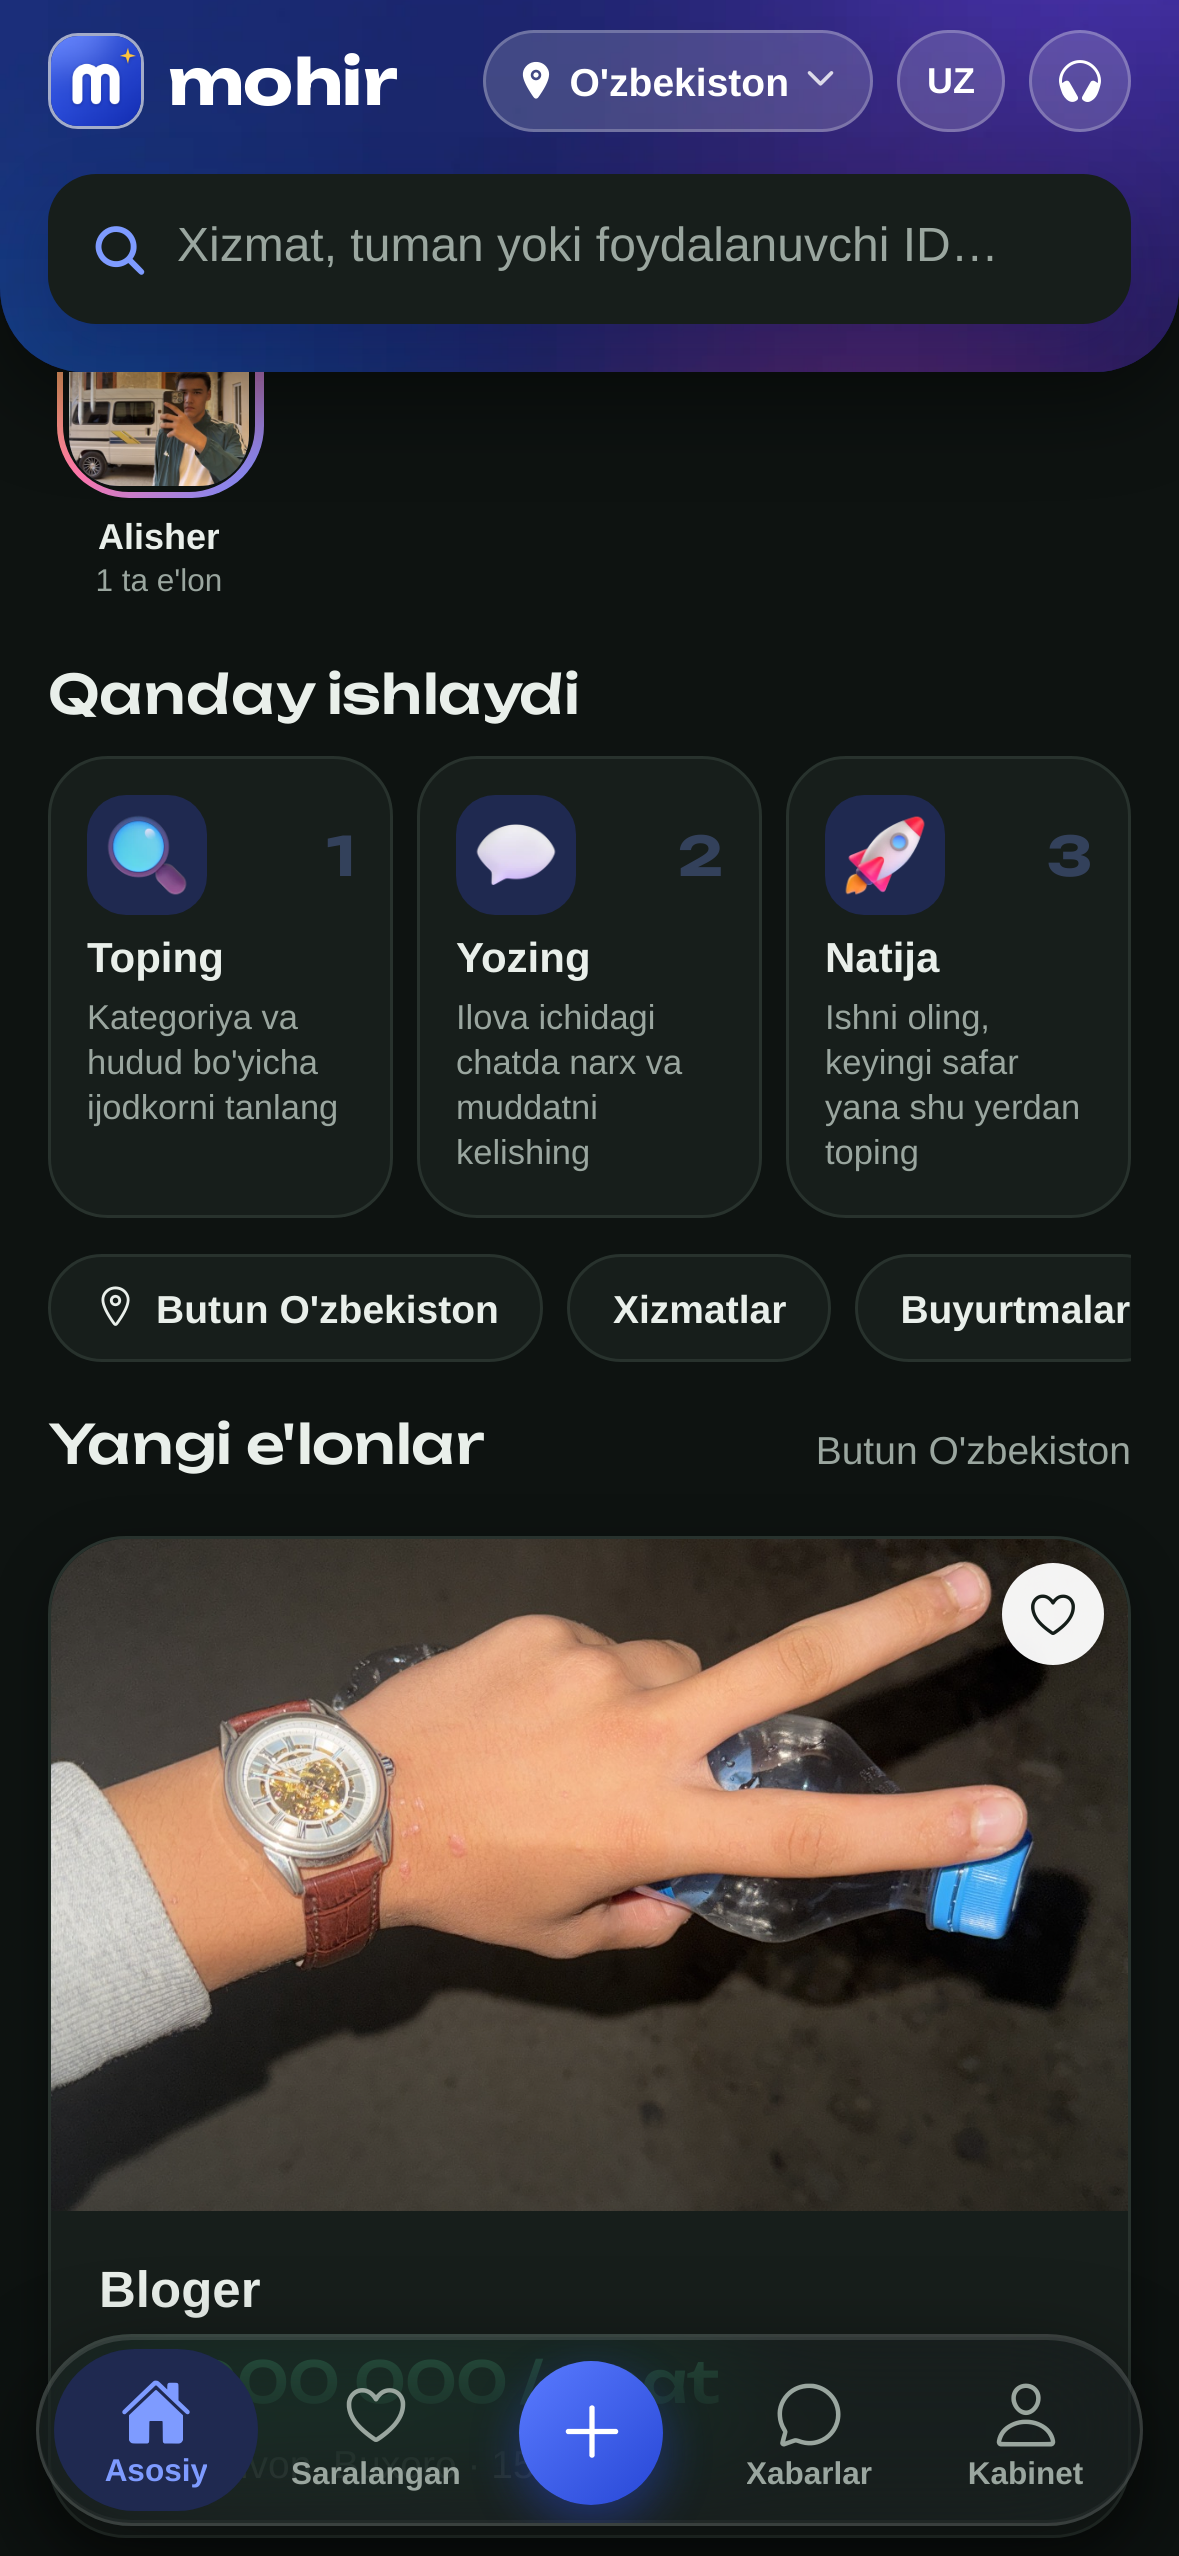 mohir
O'zbekiston
UZ
Xizmat, tuman yoki foydalanuvchi ID...
Alisher
1 ta e'lon
Qanday ishlaydi
1
Toping
Kategoriya va
hudud bo'yicha
ijodkorni tanlang
2
Yozing
Ilova ichidagi
chatda narx va
muddatni
kelishing
3
Natija
Ishni oling,
keyingi safar
yana shu yerdan
toping
Butun O'zbekiston
Xizmatlar
Buyurtmalar
Yangi e'lonlar
Butun O'zbekiston
Bloger
Asosiy
Saralangan
Xabarlar
Kabinet